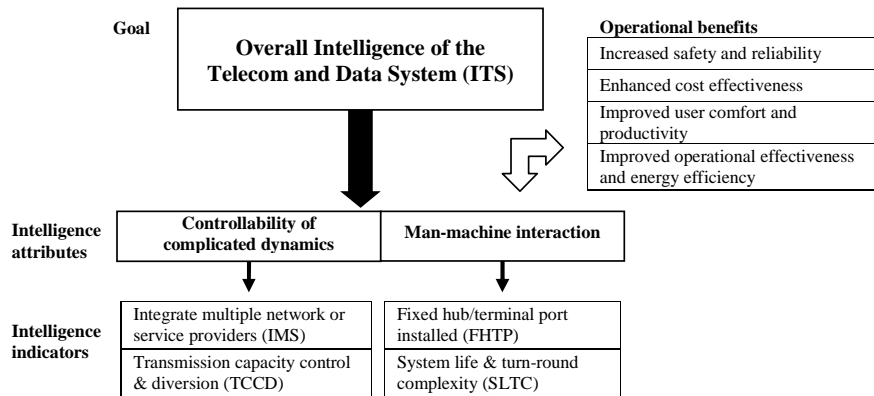 Goal
Overall Intelligence of the
Telecom and Data System (ITS)
Operational benefits
Increased safety and reliability
Enhanced cost effectiveness
Improved user comfort and
productivity
Improved operational effectiveness
and energy efficiency
Intelligence
attributes
Controllability of
complicated dynamics
Man-machine interaction
Intelligence
indicators
Integrate multiple network or
service providers (IMS)
Transmission capacity control
& diversion (TCCD)
Fixed hub/terminal port
installed (FHTP)
System life & turn-round
complexity (SLTC)